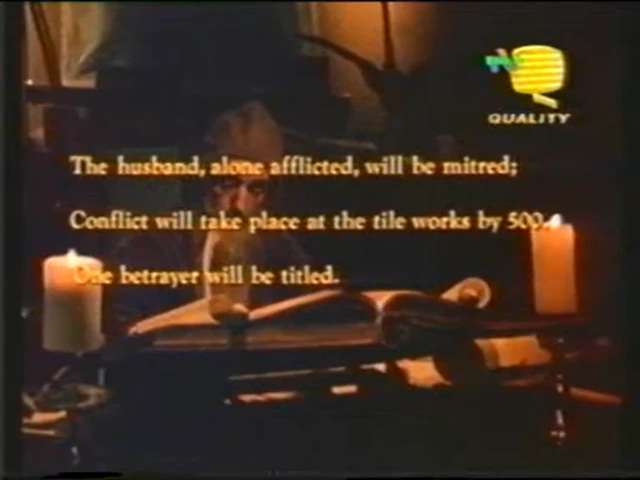 QUALITY
The husband, alone afflicted, will be mitred;
Conflict will take place at the tile works by 500.
One betrayer will be titled.